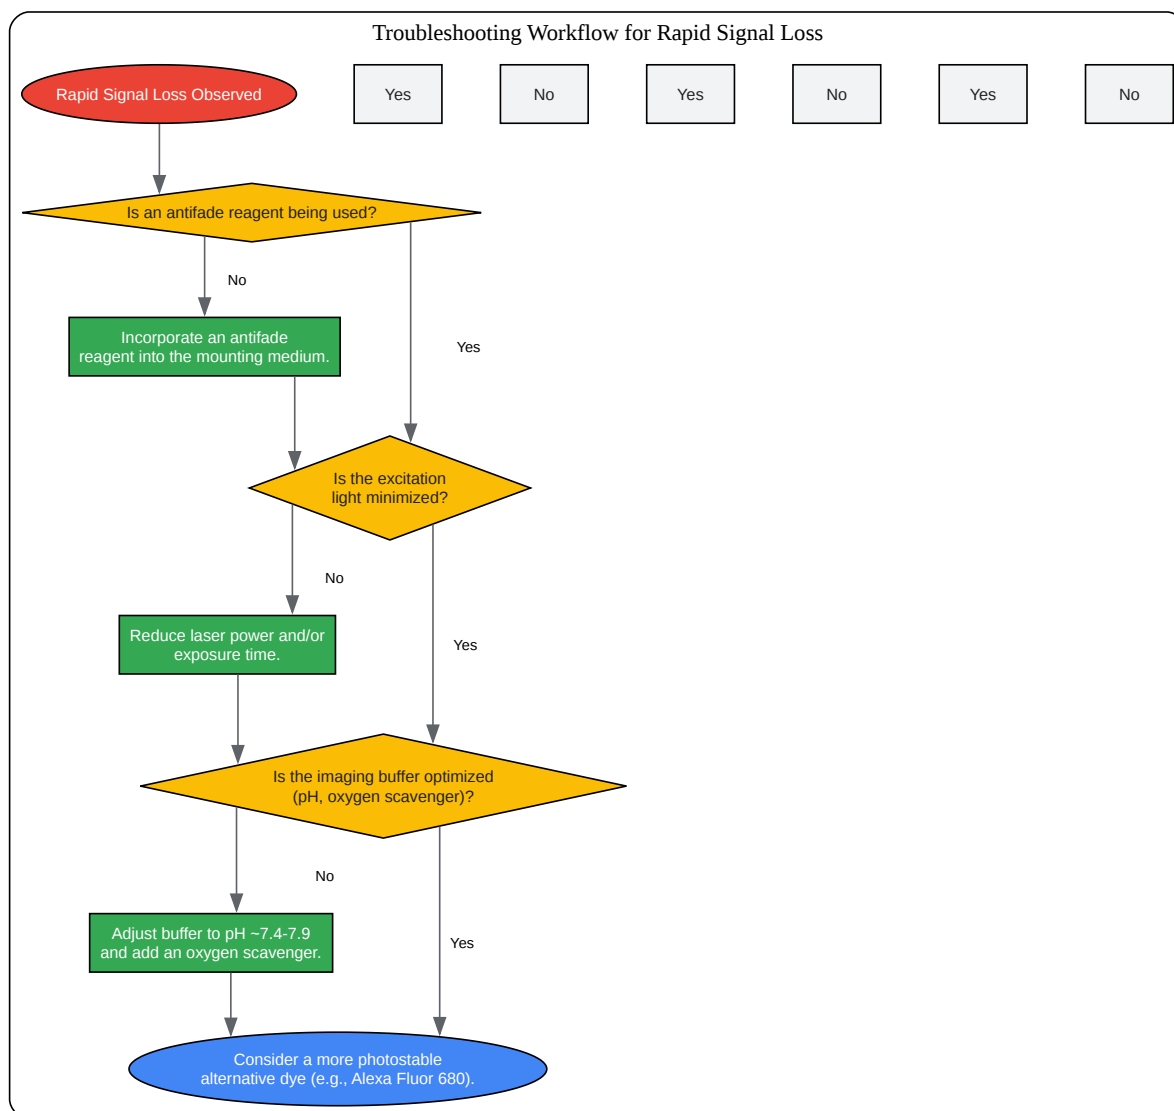 Troubleshooting Workflow for Rapid Signal Loss
Rapid Signal Loss Observed
Yes
No
Yes
No
Yes
No
Is an antifade reagent being used?
No
Incorporate an antifade
reagent into the mounting medium.
Yes
Is the excitation
light minimized?
No
Reduce laser power and/or
exposure time.
Yes
Is the imaging buffer optimized
(pH, oxygen scavenger)?
No
Adjust buffer to pH ~7.4-7.9
and add an oxygen scavenger.
Yes
Consider a more photostable
alternative dye (e.g., Alexa Fluor 680).